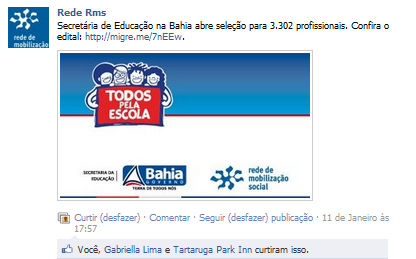 Rede Rms
Secretária de Educação na Bahia abre seleção para 3.302 profissionais. Confira o
edital: http://migre.me/7nEEw.
rede de
mobilização
TODOS
PELA
ESCOLA
SECRETARIA DA
EDUCAÇÃO
Bahia
GOVERNO
TERRA DE TODOS NÓS
rede de
mobilização
social
Curtir (desfazer) · Comentar · Seguir (desfazer) publicação · 11 de Janeiro às
17:57
Você, Gabriella Lima e Tartaruga Park Inn curtiram isso.